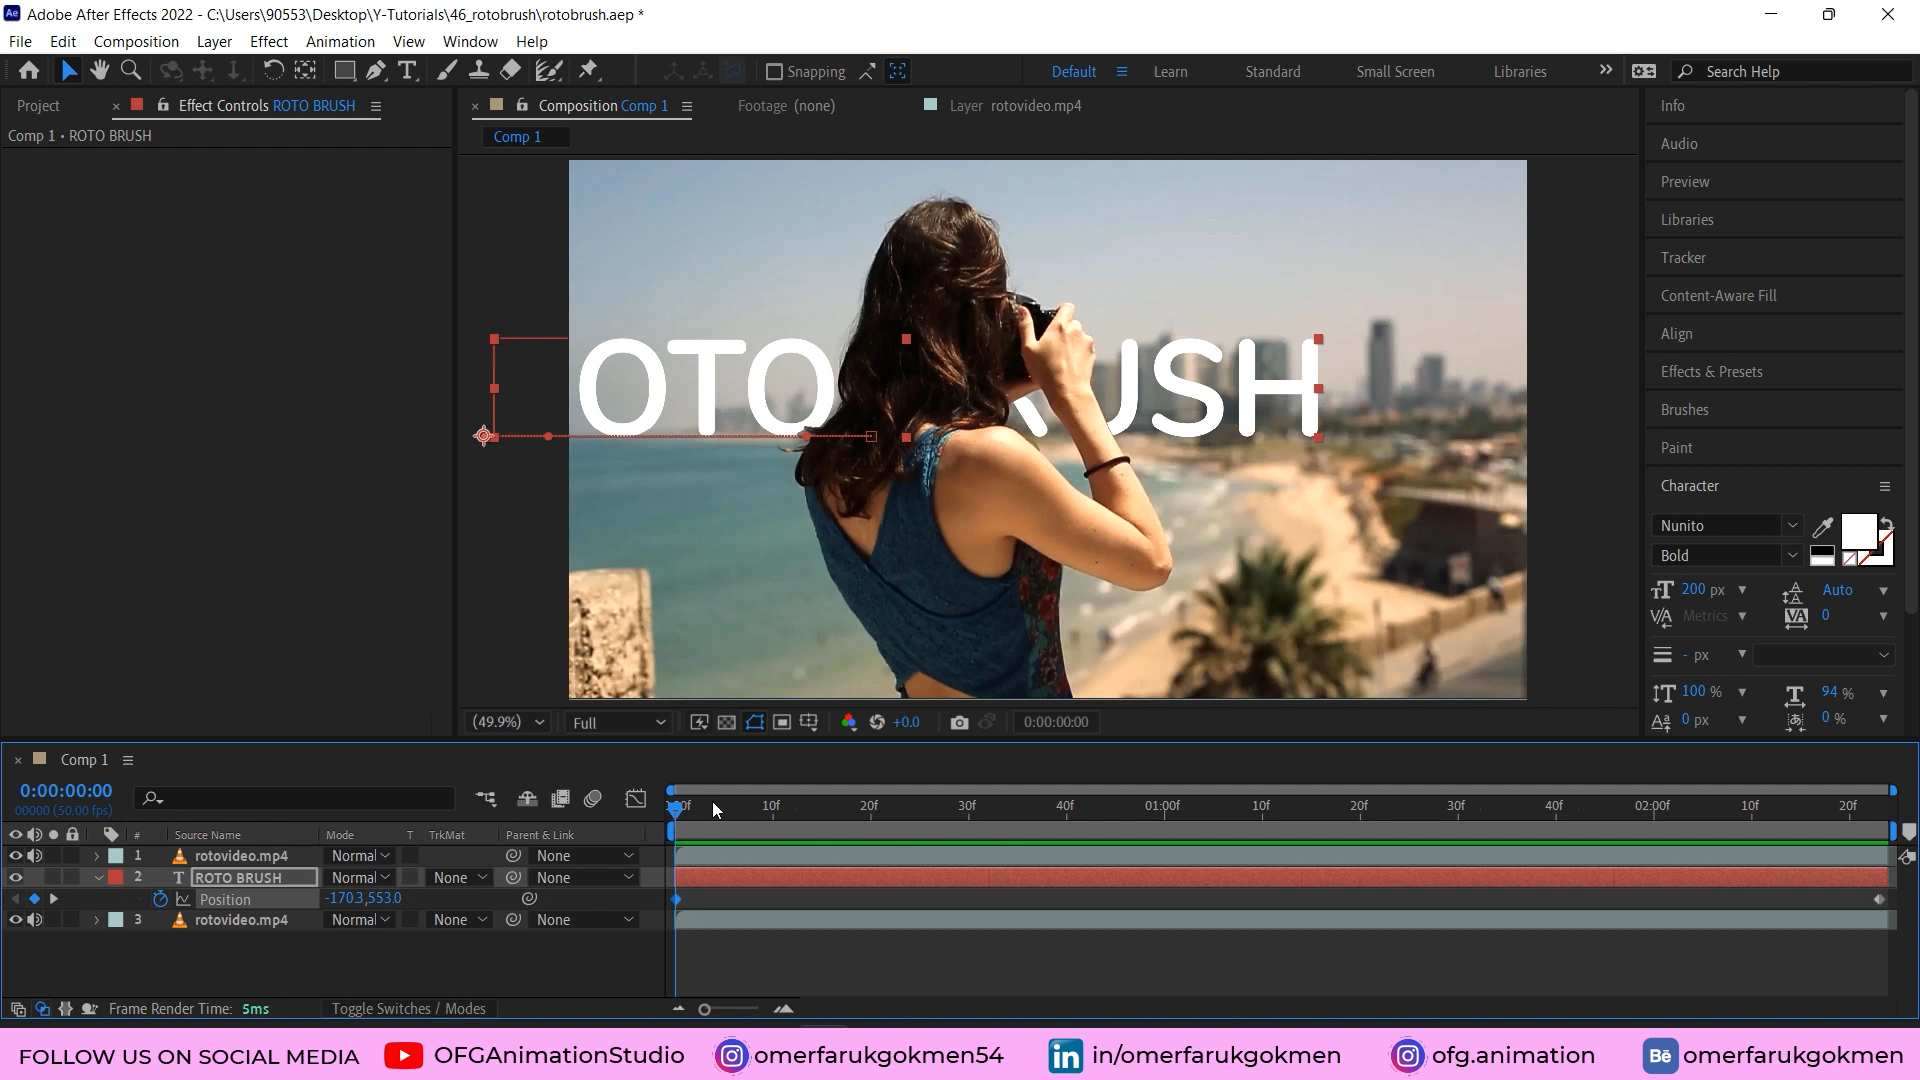 Adobe After Effects 2022 - C:\Users\90553\Desktop\Y-Tutorials\46_rotobrush\rotobrush.aep *
File Edit Composition Layer Effect Animation View Window Help
Snapping Default Learn Standard Small Screen Libraries Search Help
Project Effect Controls ROTO BRUSH Composition Comp 1 Footage (none) Layer rotovideo.mp4 Info
Comp 1 • ROTO BRUSH Comp 1
Audio
Preview
Libraries
Tracker
Content-Aware Fill
Align
Effects & Presets
Brushes
Paint
Character
OTO RUSH
Nunito
Bold
200 px Auto
Metrics 0
- px
100 % 94 %
0 px 0 %
(49.9%) Full +0.0 0:00:00:00
Comp 1
0:00:00:00
00000 (50.00 fps)
:00f 10f 20f 30f 40f 01:00f 10f 20f 30f 40f 02:00f 10f 20f
# Source Name Mode T TrkMat Parent & Link
1 rotovideo.mp4 Normal None
2 T ROTO BRUSH Normal None None
Position -170.3,553.0
3 rotovideo.mp4 Normal None None
Frame Render Time: 5ms Toggle Switches / Modes
FOLLOW US ON SOCIAL MEDIA OFGAnimationStudio omerfarukgokmen54 in in/omerfarukgokmen ofg.animation Bē omerfarukgokmen